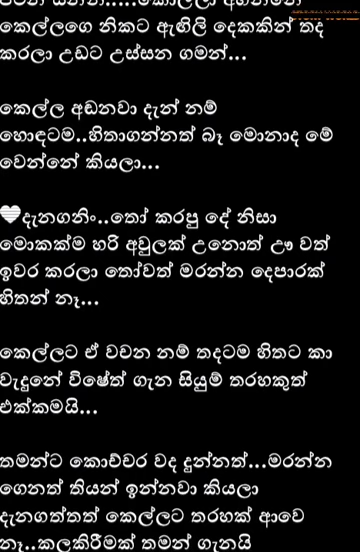 කෙල්ලගෙ නිකට ඇඟිලි දෙකකින් තද
කරලා උඩට උස්සන ගමන්...
කෙල්ල අඬනවා දැන් නම්
හොඳටම..හිතාගන්නත් බෑ මොනාද මේ
වෙන්නේ කියලා...
🤍දැනගනිං..තෝ කරපු දේ නිසා
මොකක්ම හරි අවුලක් උනොත් ඌ වත්
ඉවර කරලා තෝවත් මරන්න දෙපාරක්
හිතන් නෑ...
කෙල්ලට ඒ වචන නම් තදටම හිතට කා
වැදුනේ විෂේත් ගැන සියුම් තරහකුත්
එක්කමයි...
තමන්ට කොච්චර වද දුන්නත්...මරන්න
ගෙනත් තියන් ඉන්නවා කියලා
දැනගත්තත් කෙල්ලට තරහක් ආවෙ
නෑ..කලකිරීමක් තමන් ගැනයි